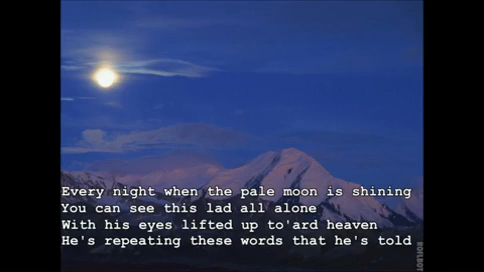 Every night when the pale moon is shining
You can see this lad all alone
With his eyes lifted up to'ard heaven
He's repeating these words that he's told